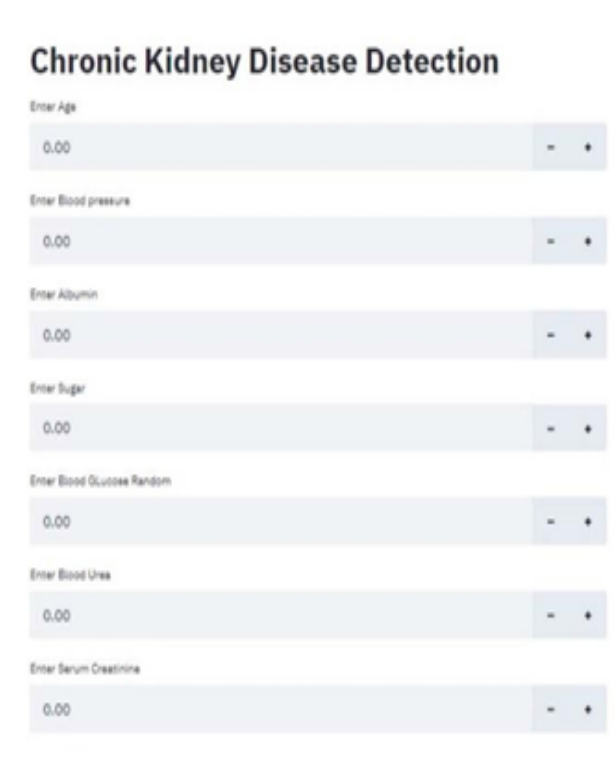 Chronic Kidney Disease Detection
Enter Age
0.00 - +
Enter Blood pressure
0.00 - +
Enter Albumin
0.00 - +
Enter Sugar
0.00 - +
Enter Blood GLucose Random
0.00 - +
Enter Blood Urea
0.00 - +
Enter Serum Creatinine
0.00 - +